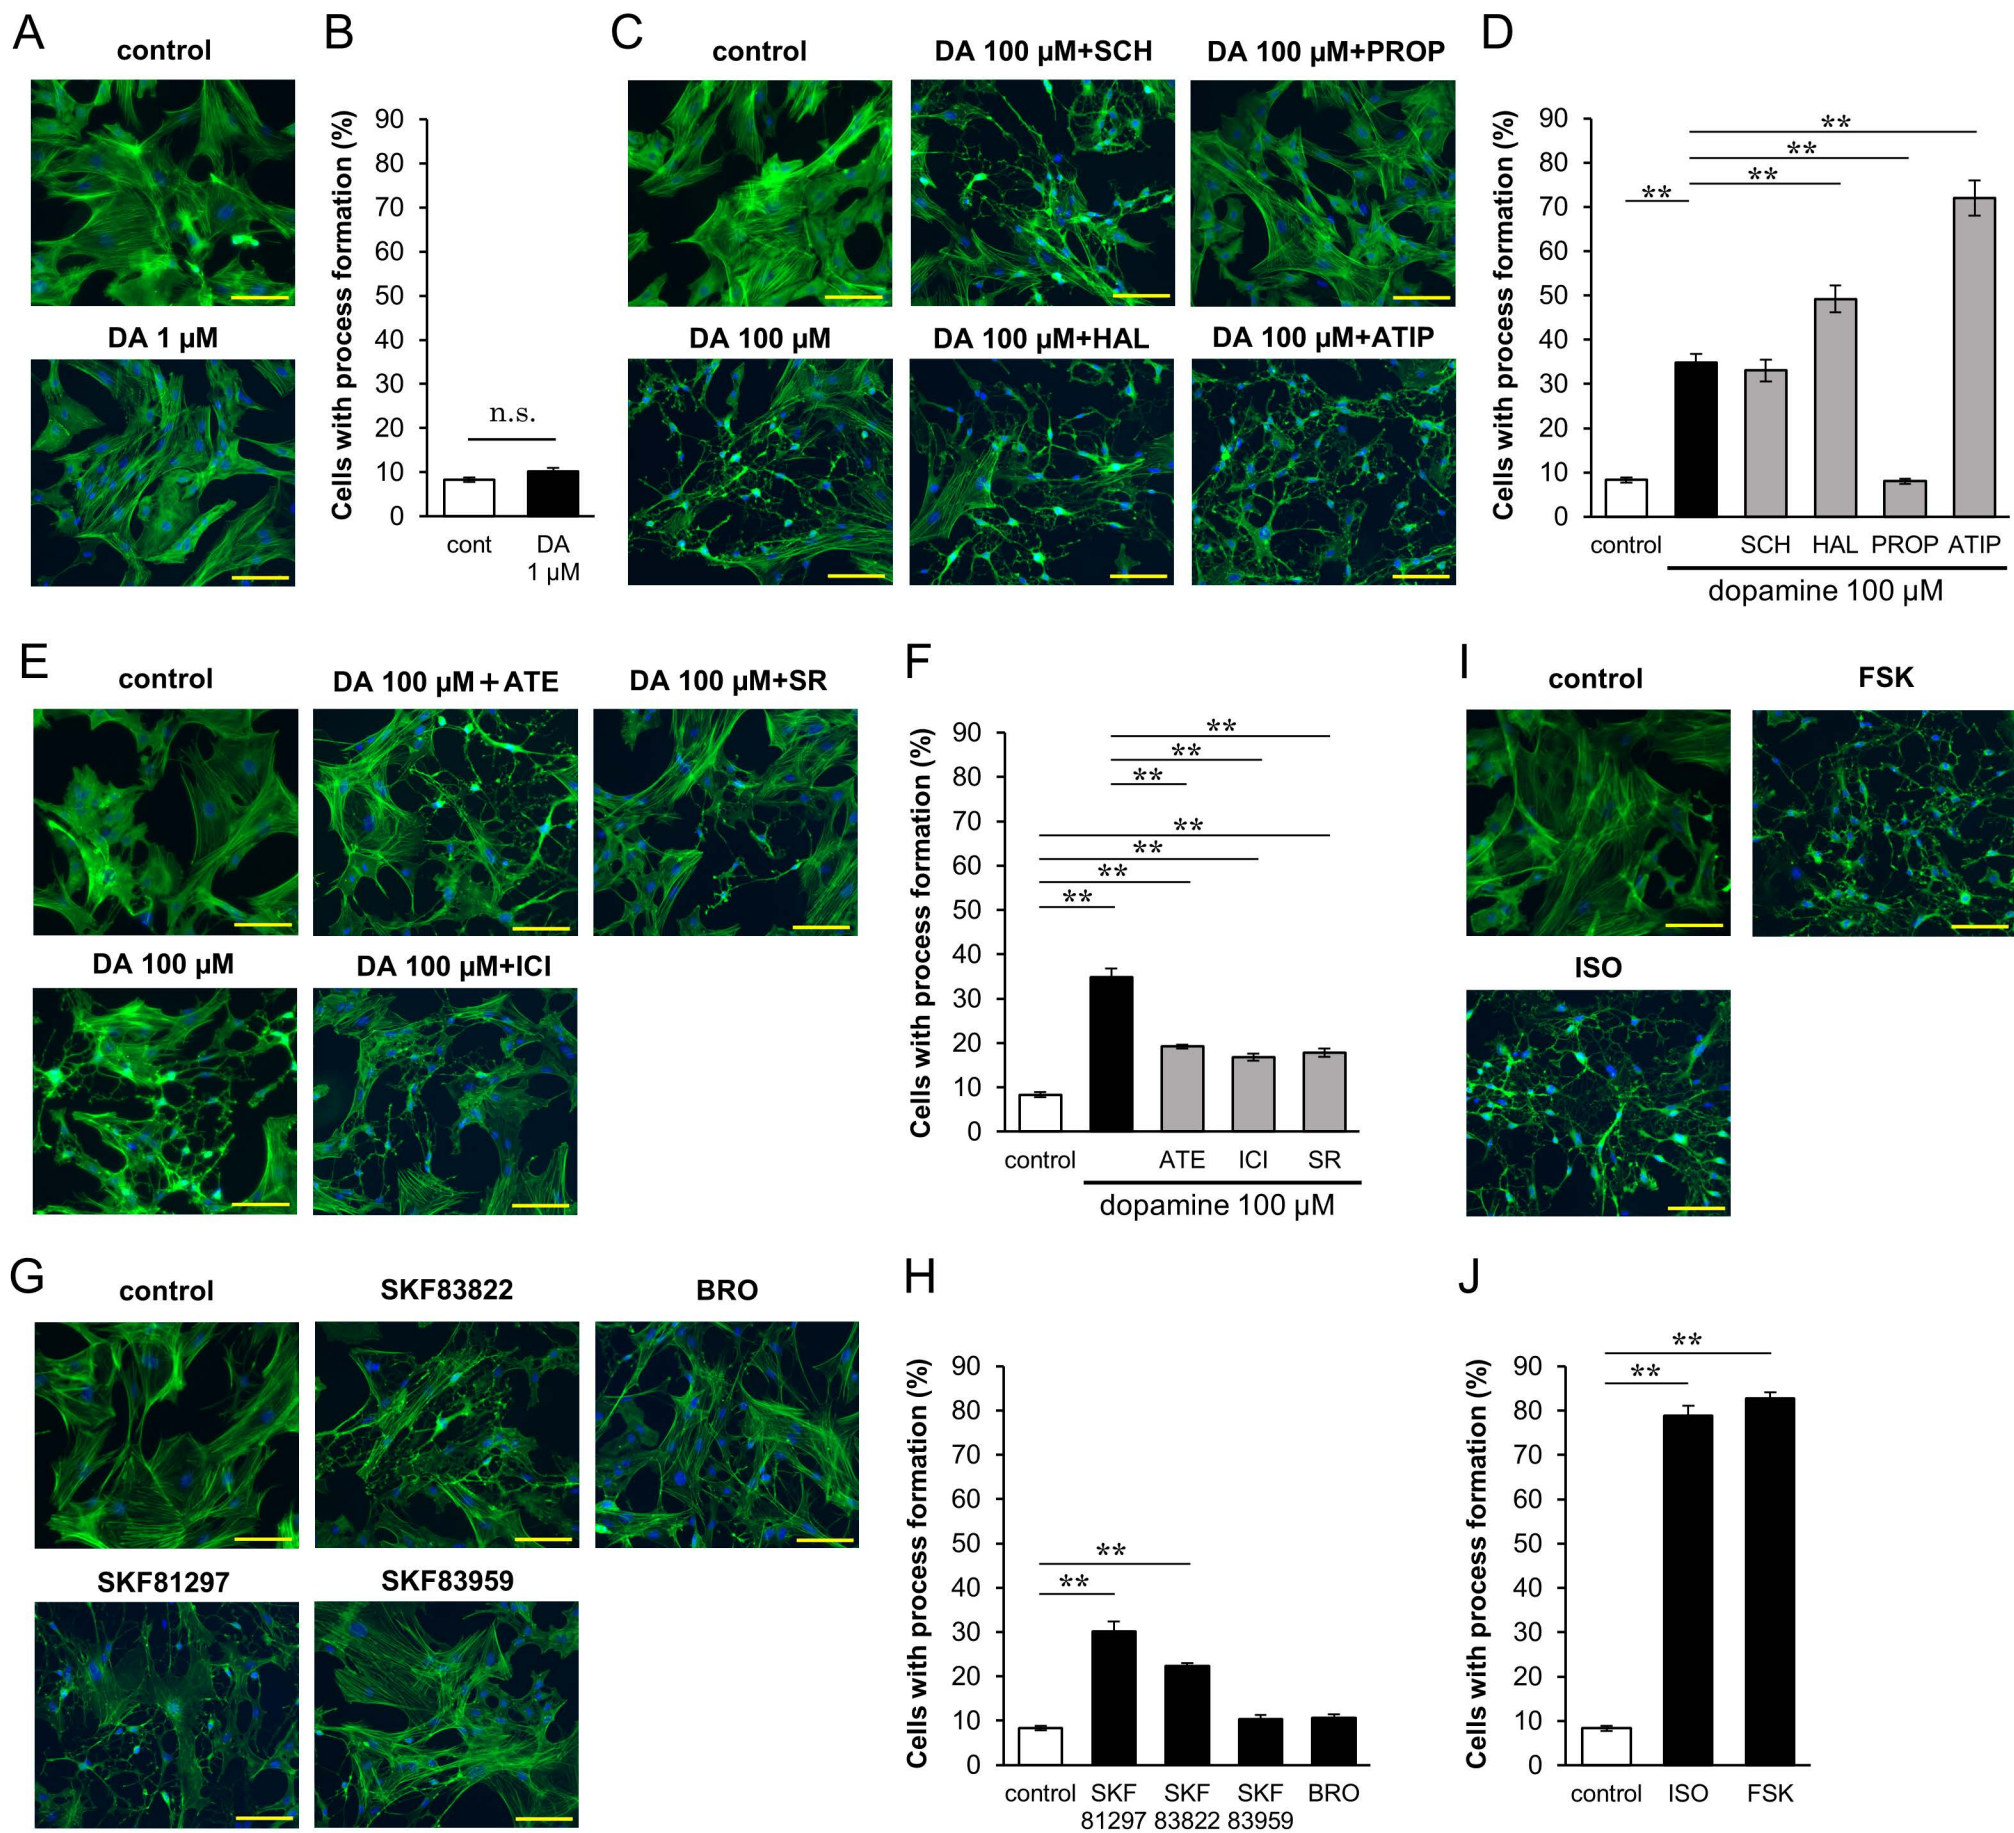 A
control
DA 1 µM
B
Cells with process formation (%)
90
80
70
60
50
40
30
20
10
0
n.s.
cont
DA
1 µM
C
control
DA 100 µM+SCH
DA 100 µM+PROP
DA 100 µM
DA 100 µM+HAL
DA 100 µM+ATIP
D
Cells with process formation (%)
90
80
70
60
50
40
30
20
10
0
**
**
**
**
control
SCH
HAL
PROP
ATIP
dopamine 100 µM
E
control
DA 100 µM+ATE
DA 100 µM+SR
DA 100 µM
DA 100 µM+ICI
F
Cells with process formation (%)
90
80
70
60
50
40
30
20
10
0
**
**
**
**
**
**
**
control
ATE
ICI
SR
dopamine 100 µM
I
control
FSK
ISO
G
control
SKF83822
BRO
SKF81297
SKF83959
H
Cells with process formation (%)
90
80
70
60
50
40
30
20
10
0
**
**
control
SKF
81297
SKF
83822
SKF
83959
BRO
J
Cells with process formation (%)
90
80
70
60
50
40
30
20
10
0
**
**
control
ISO
FSK